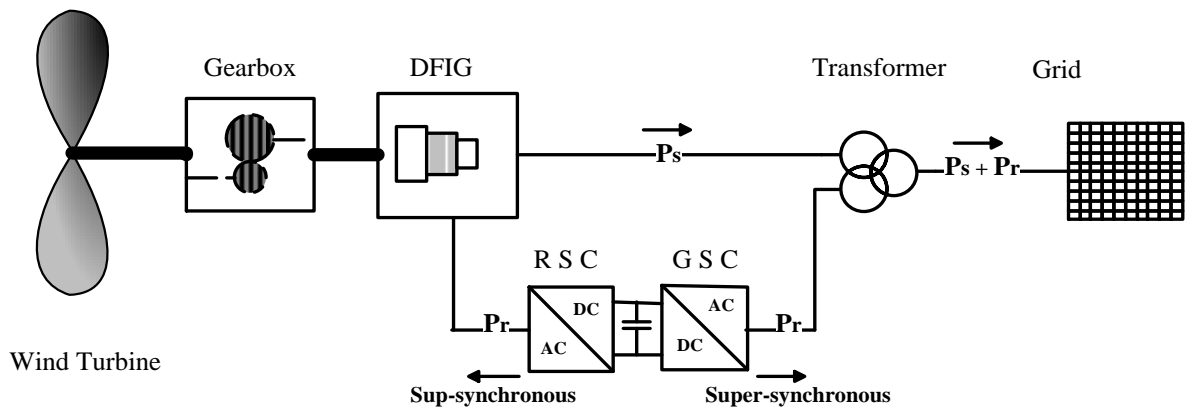 Gearbox
DFIG
Transformer
Grid
Ps
Ps + Pr
R S C
G S C
DC
AC
AC
DC
Pr
Pr
Wind Turbine
Sup-synchronous
Super-synchronous